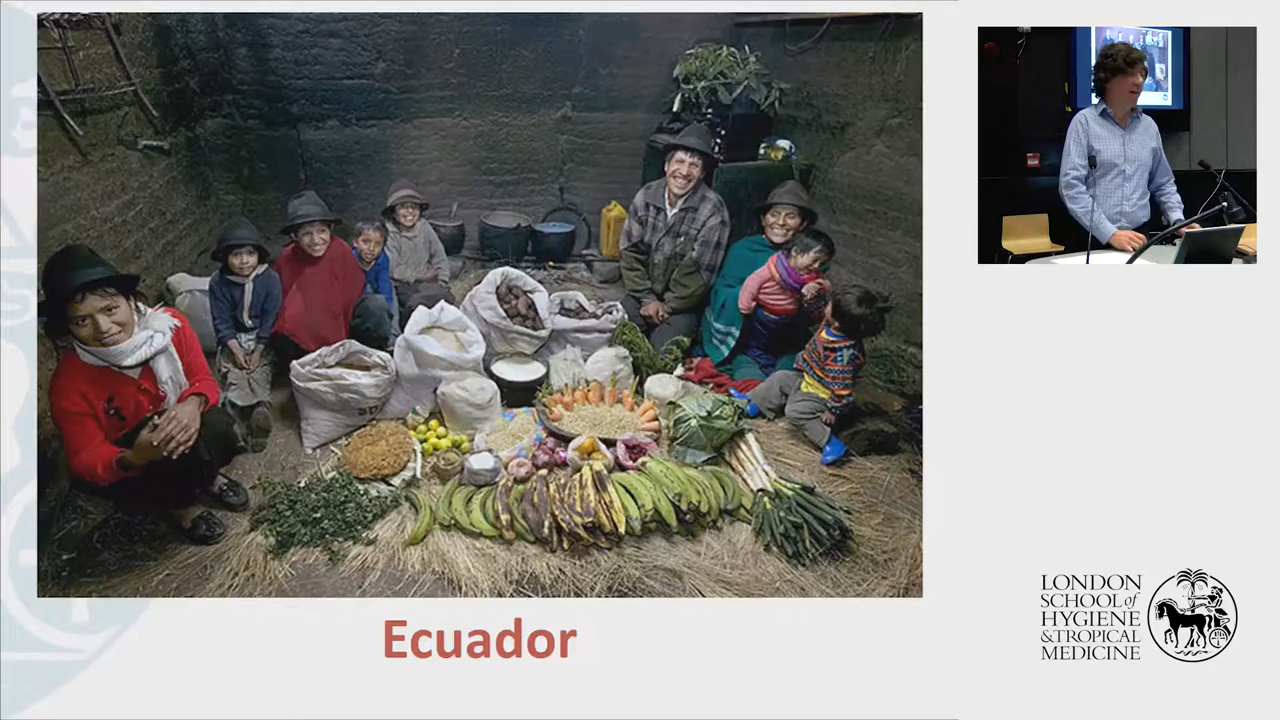 Ecuador
LONDON
SCHOOL of
HYGIENE
& TROPICAL
MEDICINE